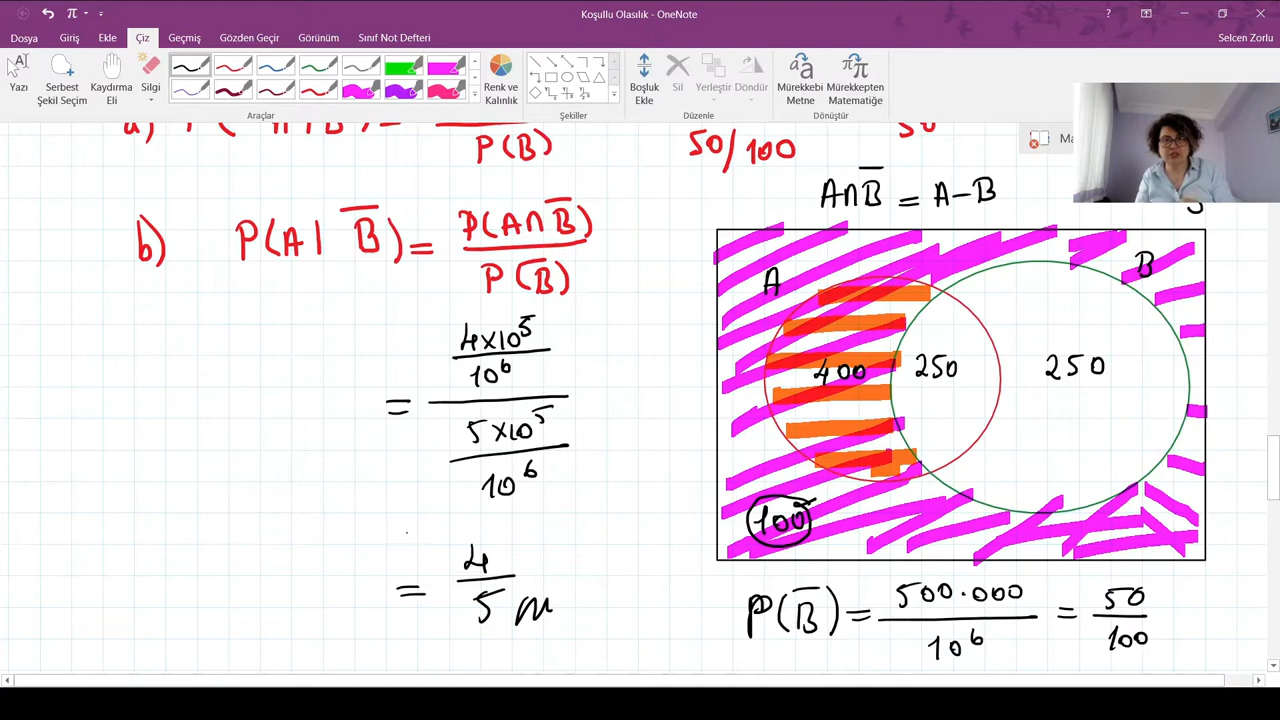 Koşullu Olasılık - OneNote
Dosya Giriş Ekle Çiz Geçmiş Gözden Geçir Görünüm Sınıf Not Defteri
Selcen Zorlu
Yazı
Serbest Şekil Seçim
Kaydırma Eli
Silgi
Renk ve Kalınlık
Boşluk Ekle
Sil
Yerleştir
Döndür
Mürekkebi Metne
Mürekkepten Matematiğe
Araçlar
Şekiller
Düzenle
Dönüştür
P(B)
50/100
50
b) P(A| B̅) = P(A∩B̅) / P(B̅)
= (4x10⁵ / 10⁶) / (5x10⁵ / 10⁶)
= 4/5
A∩B̅ = A-B
A
B
400 250 250
100
P(B̅) = 500.000 / 10⁶ = 50/100